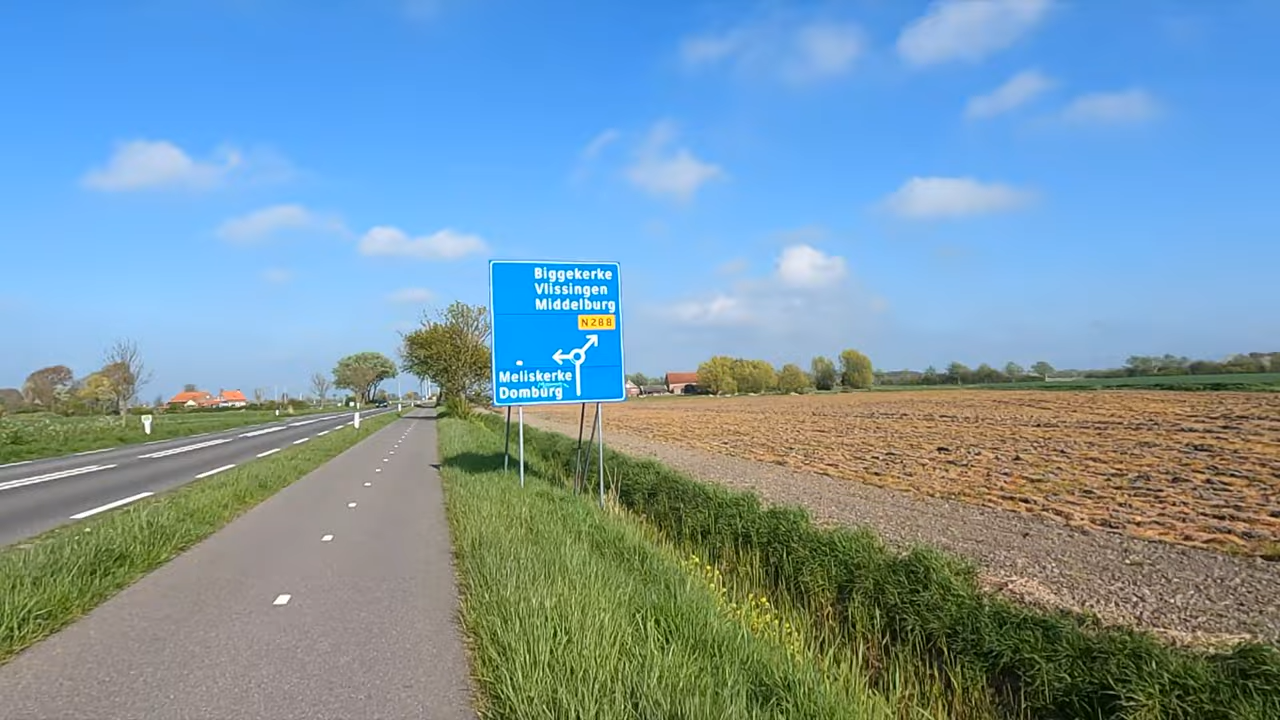 Biggekerke
Vlissingen
Middelburg
N288
Meliskerke
Domburg